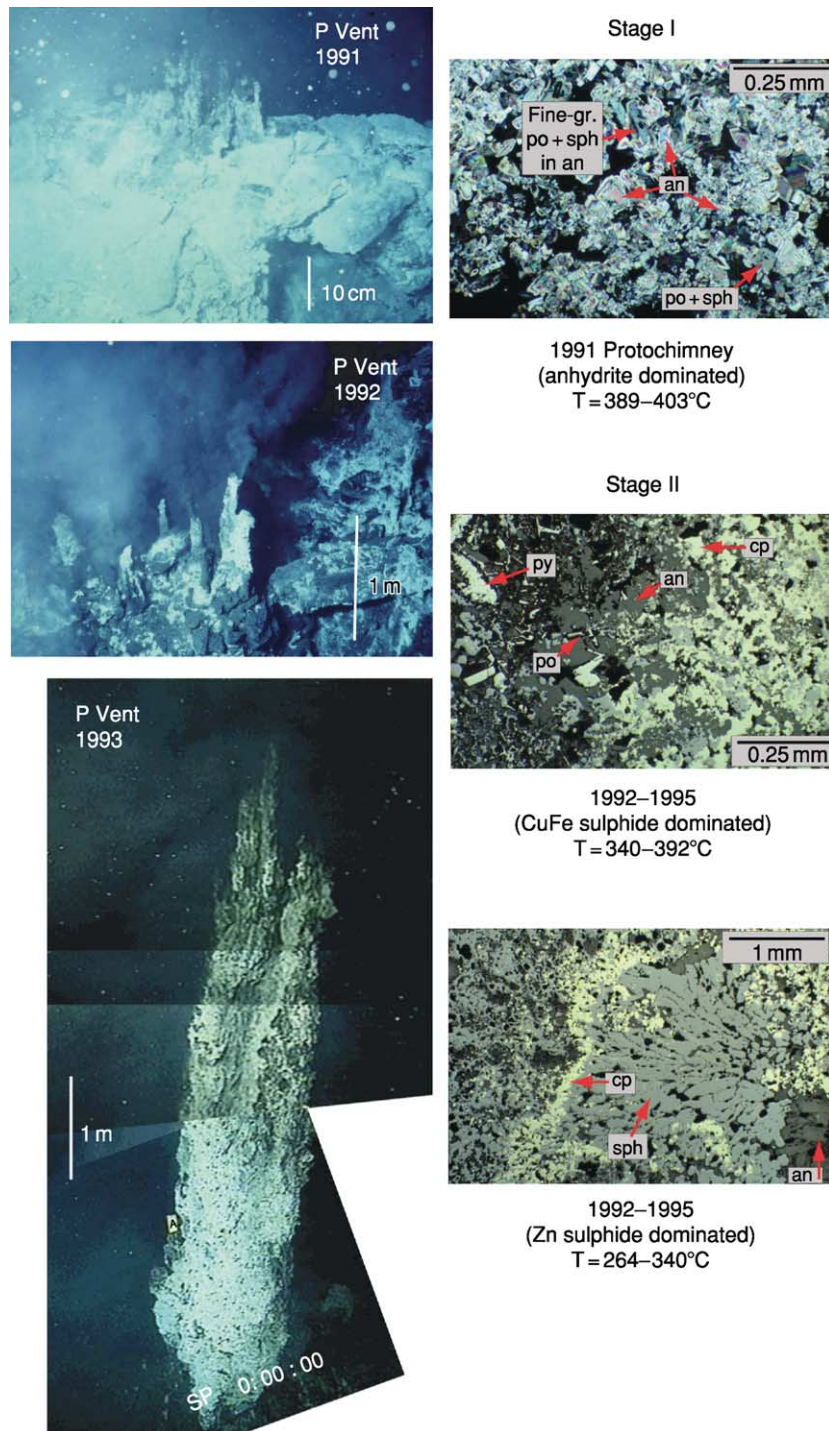 P Vent
1991
10 cm
P Vent
1992
1 m
P Vent
1993
1 m
A
SP 0:00:00
Stage I
0.25 mm
Fine-gr.
po + sph
in an
an
po + sph
1991 Protochimney
(anhydrite dominated)
T = 389–403°C
Stage II
cp
py
an
po
0.25 mm
1992–1995
(CuFe sulphide dominated)
T = 340–392°C
1 mm
cp
sph
an
1992–1995
(Zn sulphide dominated)
T = 264–340°C